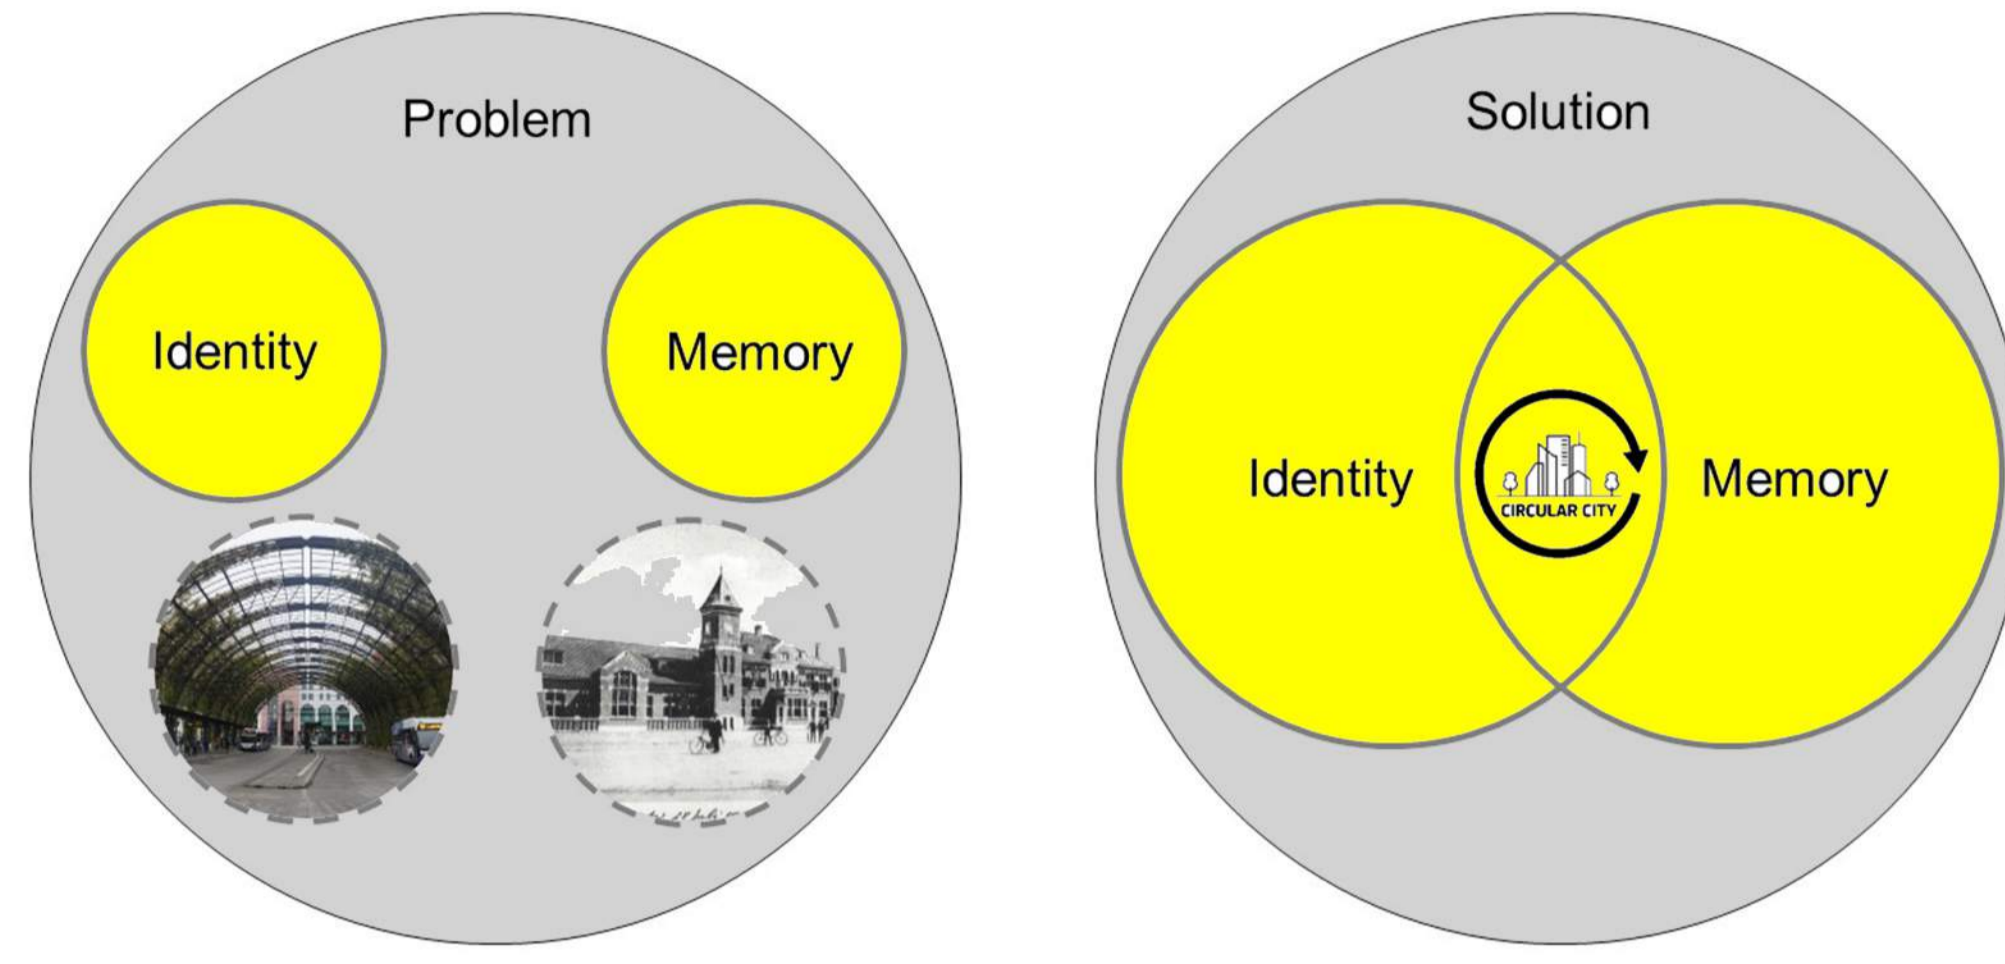 Problem
Identity
Memory
Solution
Identity
CIRCULAR CITY
Memory